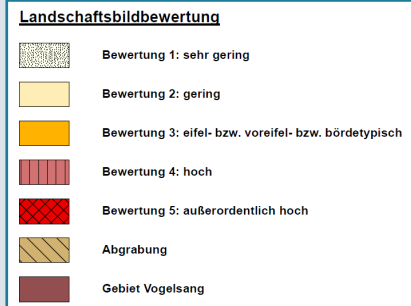 Landschaftsbildbewertung
Bewertung 1: sehr gering
Bewertung 2: gering
Bewertung 3: eifel- bzw. voreifel- bzw. bördetypisch
Bewertung 4: hoch
Bewertung 5: außerordentlich hoch
Abgrabung
Gebiet Vogelsang